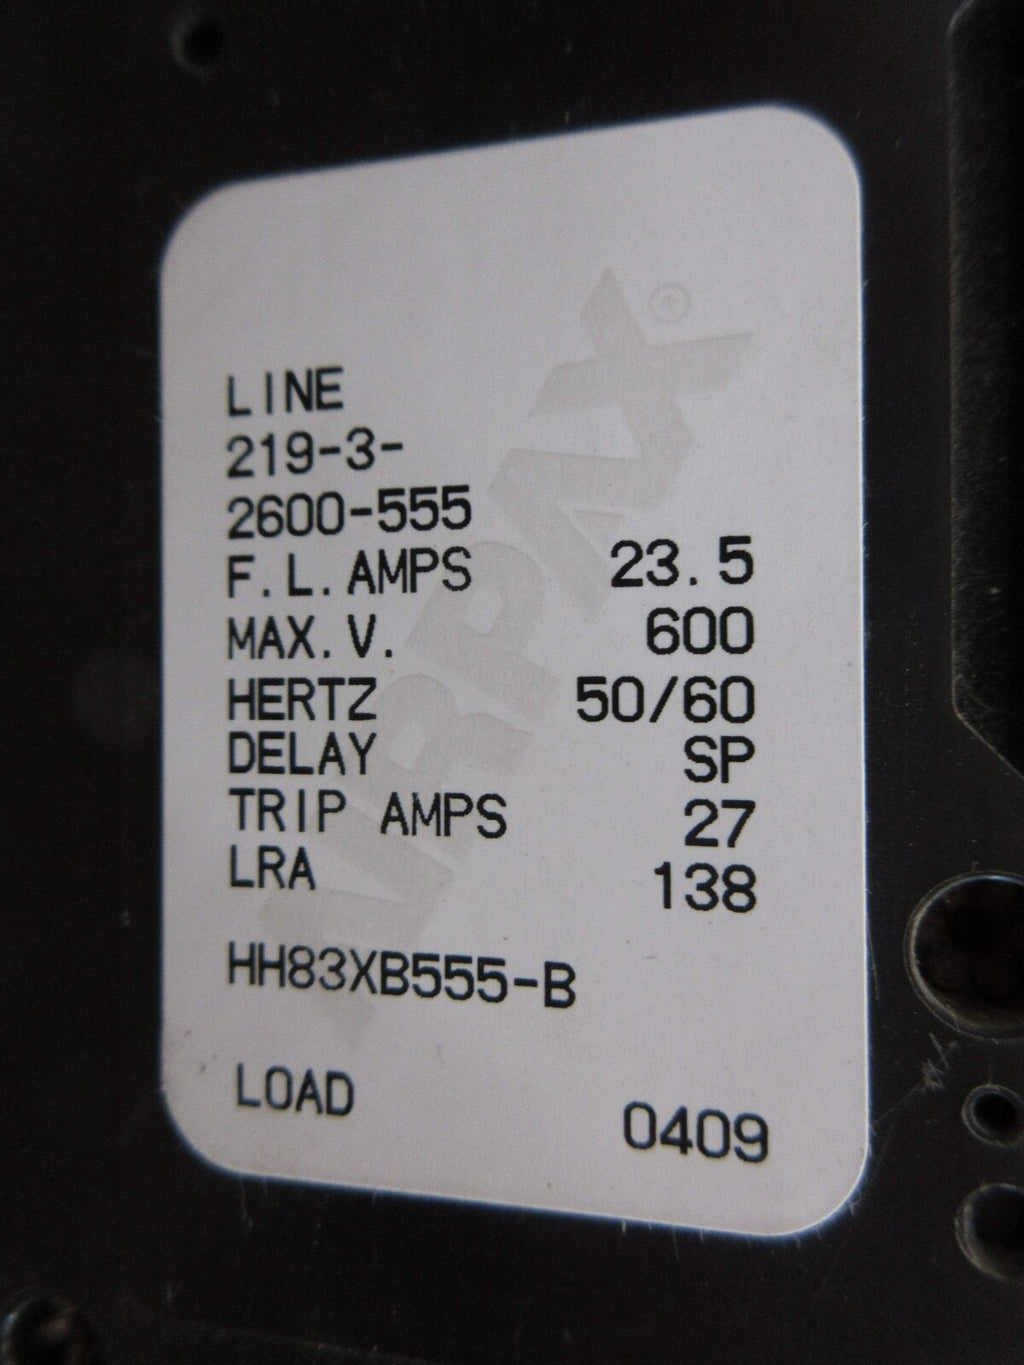 LINE
219-3-
2600-555
F.L.AMPS 23.5
MAX.V. 600
HERTZ 50/60
DELAY SP
TRIP AMPS 27
LRA 138
HH83XB555-B
LOAD 0409
AIRPAX®